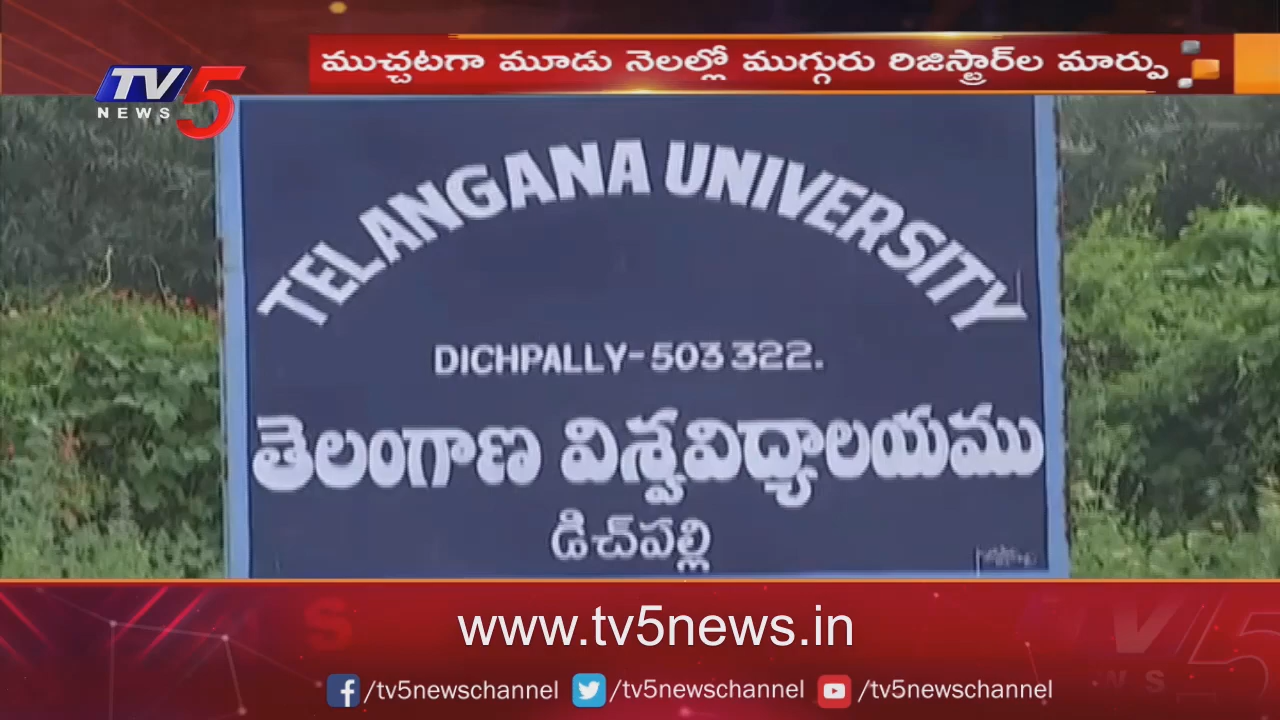 ముచ్చటగా మూడు నెలల్లో ముగ్గురు రిజిస్ట్రార్‌ల మార్పు
TV5
NEWS
TELANGANA UNIVERSITY
DICHPALLY-503 322.
తెలంగాణ విశ్వవిద్యాలయము
డిచ్‌పల్లి
www.tv5news.in
/tv5newschannel /tv5newschannel /tv5newschannel